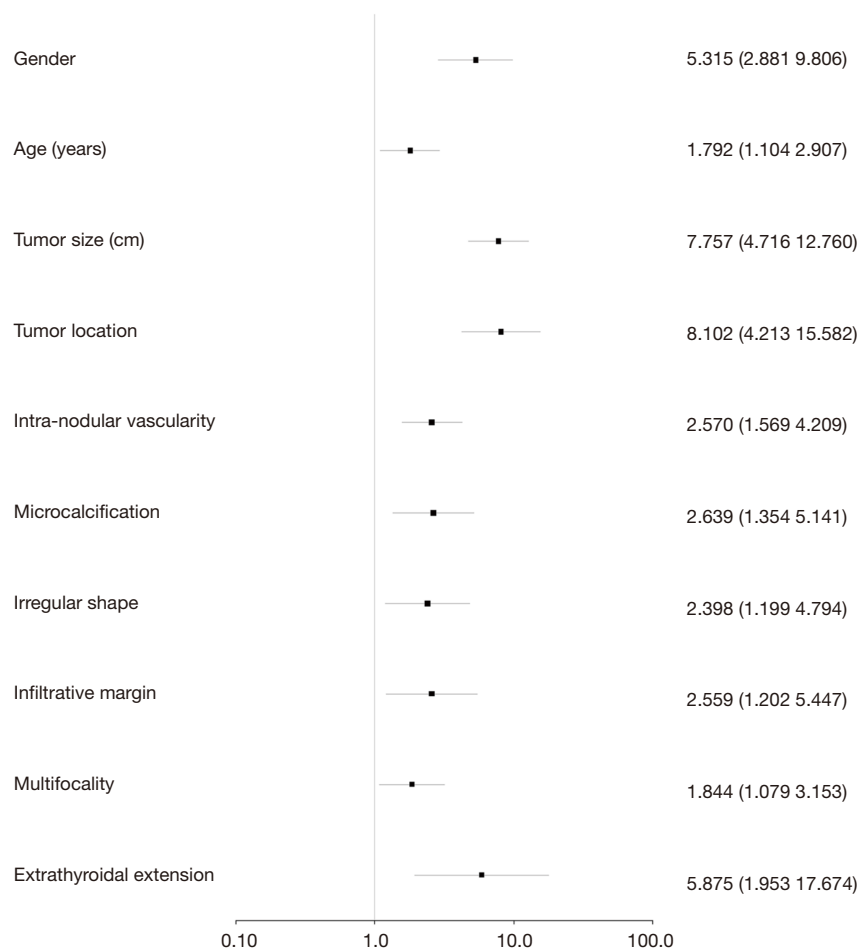 Gender 5.315 (2.881 9.806)
Age (years) 1.792 (1.104 2.907)
Tumor size (cm) 7.757 (4.716 12.760)
Tumor location 8.102 (4.213 15.582)
Intra-nodular vascularity 2.570 (1.569 4.209)
Microcalcification 2.639 (1.354 5.141)
Irregular shape 2.398 (1.199 4.794)
Infiltrative margin 2.559 (1.202 5.447)
Multifocality 1.844 (1.079 3.153)
Extrathyroidal extension 5.875 (1.953 17.674)
0.10 1.0 10.0 100.0